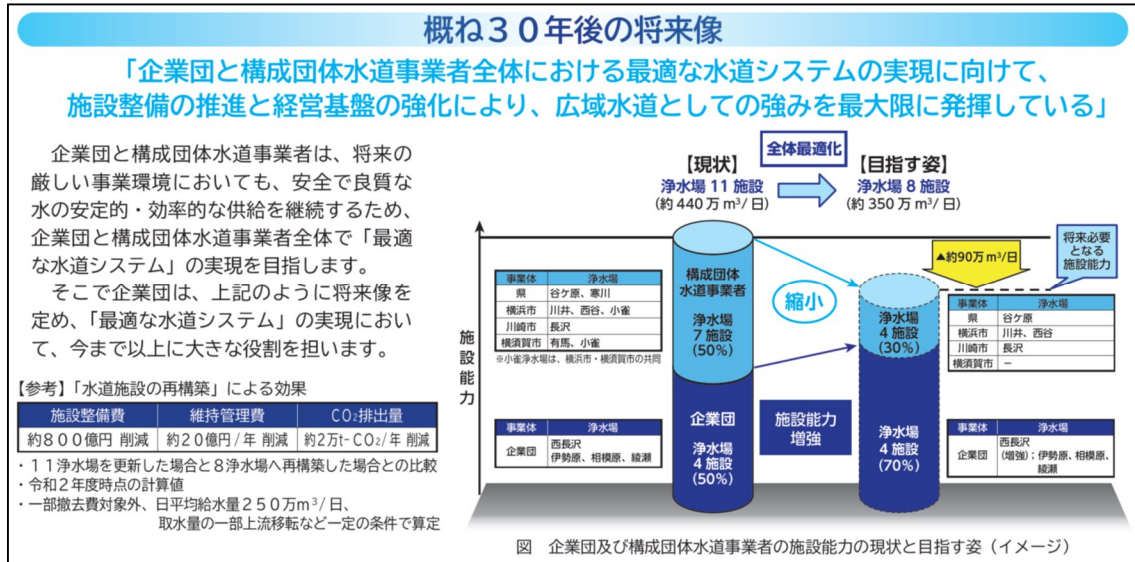 概ね３０年後の将来像
「企業団と構成団体水道事業者全体における最適な水道システムの実現に向けて、
施設整備の推進と経営基盤の強化により、広域水道としての強みを最大限に発揮している」
企業団と構成団体水道事業者は、将来の
厳しい事業環境においても、安全で良質な
水の安定的・効率的な供給を継続するため、
企業団と構成団体水道事業者全体で「最適
な水道システム」の実現を目指します。
そこで企業団は、上記のように将来像を
定め、「最適な水道システム」の実現におい
て、今まで以上に大きな役割を担います。
【参考】「水道施設の再構築」による効果
施設整備費 維持管理費 CO₂排出量
約８００億円 削減 約２０億円/年 削減 約２万t-CO₂/年 削減
・１１浄水場を更新した場合と８浄水場へ再構築した場合との比較
・令和２年度時点の計算値
・一部撤去費対象外、日平均給水量２５０万m³/日、
取水量の一部上流移転など一定の条件で算定
全体最適化
【現状】
浄水場 11 施設
(約 440 万 m³/日)
【目指す姿】
浄水場 8 施設
(約 350 万 m³/日)
施設能力
事業体 浄水場
県 谷ケ原、寒川
横浜市 川井、西谷、小雀
川崎市 長沢
横須賀市 有馬、小雀
※小雀浄水場は、横浜市・横須賀市の共同
構成団体
水道事業者
浄水場
7 施設
(50%)
縮小
▲約90万m³/日
将来必要
となる
施設能力
浄水場
4 施設
(30%)
事業体 浄水場
県 谷ケ原
横浜市 川井、西谷
川崎市 長沢
横須賀市 －
事業体 浄水場
企業団 西長沢
伊勢原、相模原、綾瀬
企業団
浄水場
4 施設
(50%)
施設能力
増強
浄水場
4 施設
(70%)
事業体 浄水場
企業団 西長沢
(増強)；伊勢原、相模原、
綾瀬
図　企業団及び構成団体水道事業者の施設能力の現状と目指す姿（イメージ）